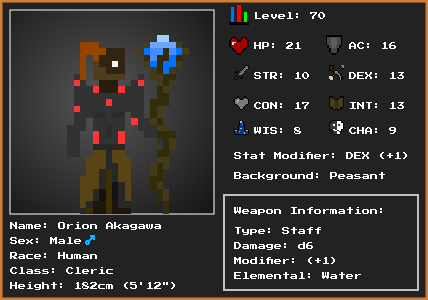 Level: 70
HP: 21 AC: 16
STR: 10 DEX: 13
CON: 17 INT: 13
WIS: 8 CHA: 9
Stat Modifier: DEX (+1)
Background: Peasant
Name: Orion Akagawa
Sex: Male♂
Race: Human
Class: Cleric
Height: 182cm (5'12")
Weapon Information:
Type: Staff
Damage: d6
Modifier: (+1)
Elemental: Water